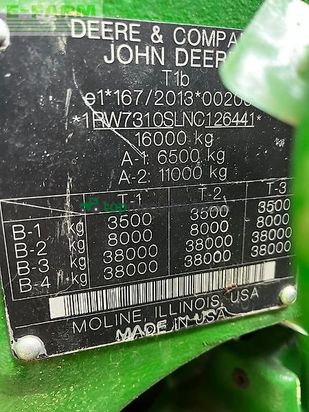 E-FARM
DEERE & COMPA
JOHN DEER
T1b
e1*167/2013*0020
*1RW7310SLNC126441*
16000 kg
A-1: 6500 kg
A-2: 11000 kg
T-1 T-2 T-3
B-1 kg 3500 3500 3500
B-2 kg 8000 8000 8000
B-3 kg 38000 38000 38000
B-4 kg 38000 38000 38000
MOLINE, ILLINOIS, USA
MADE IN USA